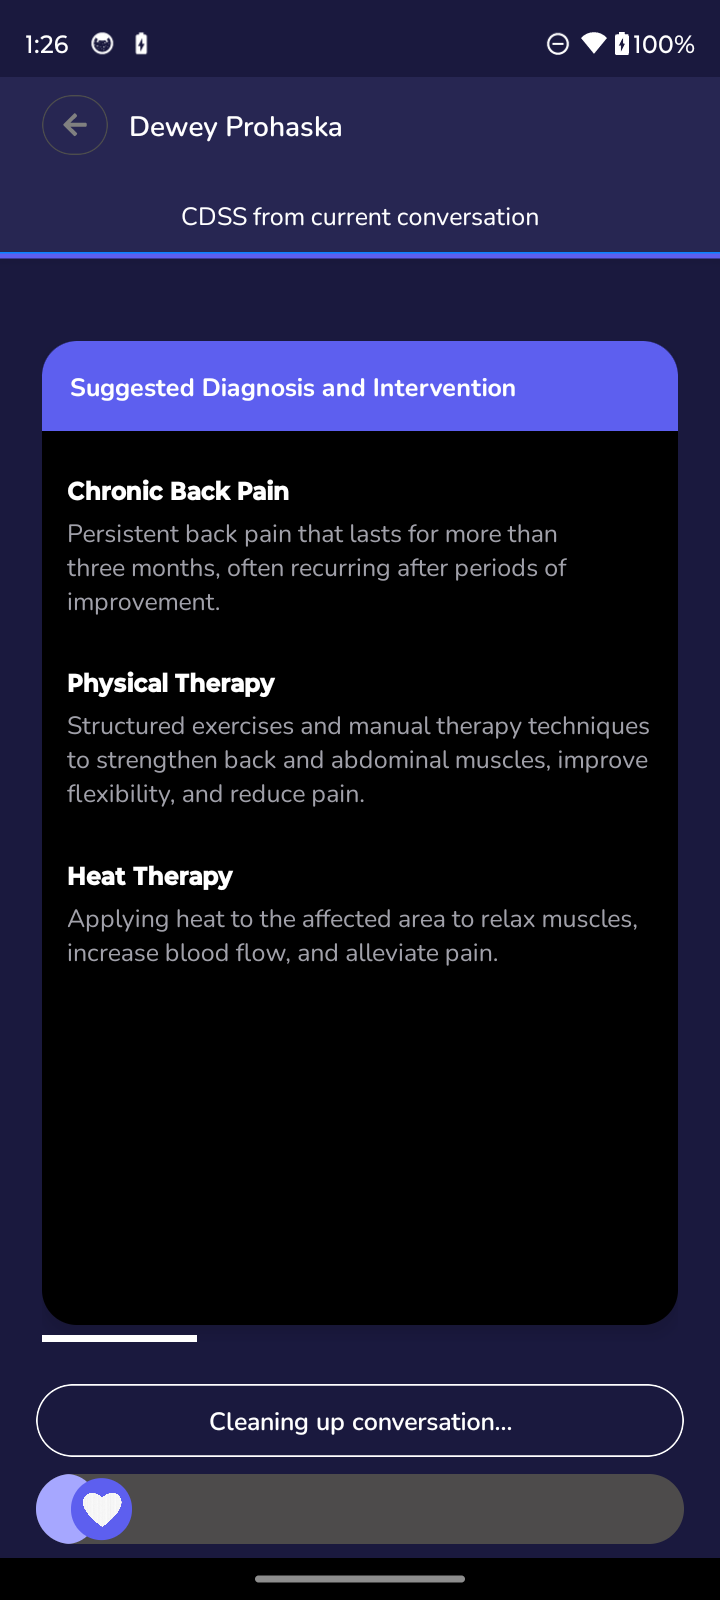 1:26
100%
Dewey Prohaska
CDSS from current conversation
Suggested Diagnosis and Intervention
Chronic Back Pain
Persistent back pain that lasts for more than
three months, often recurring after periods of
improvement.
Physical Therapy
Structured exercises and manual therapy techniques
to strengthen back and abdominal muscles, improve
flexibility, and reduce pain.
Heat Therapy
Applying heat to the affected area to relax muscles,
increase blood flow, and alleviate pain.
Cleaning up conversation...